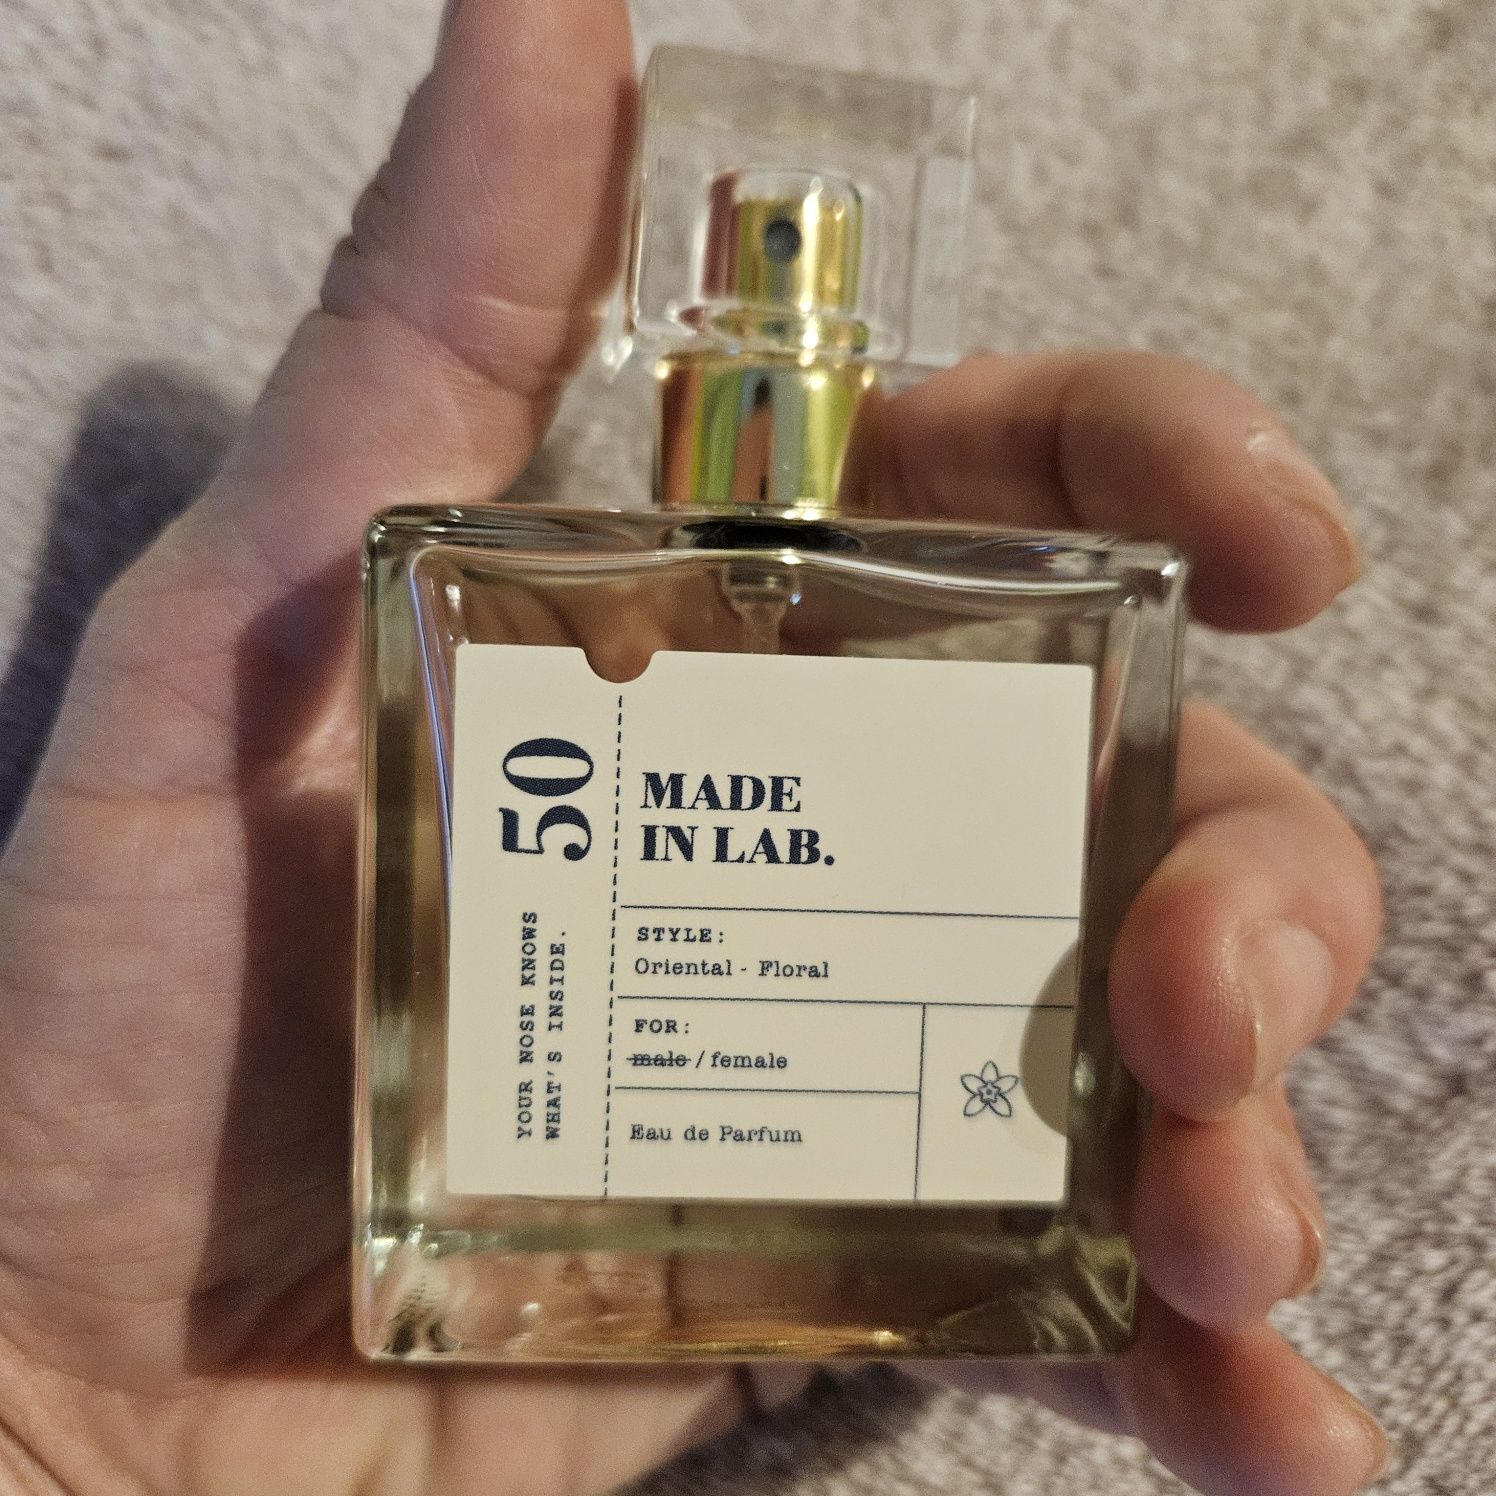 50
YOUR NOSE KNOWS
WHAT'S INSIDE.
MADE
IN LAB.
STYLE:
Oriental - Floral
FOR:
male / female
Eau de Parfum